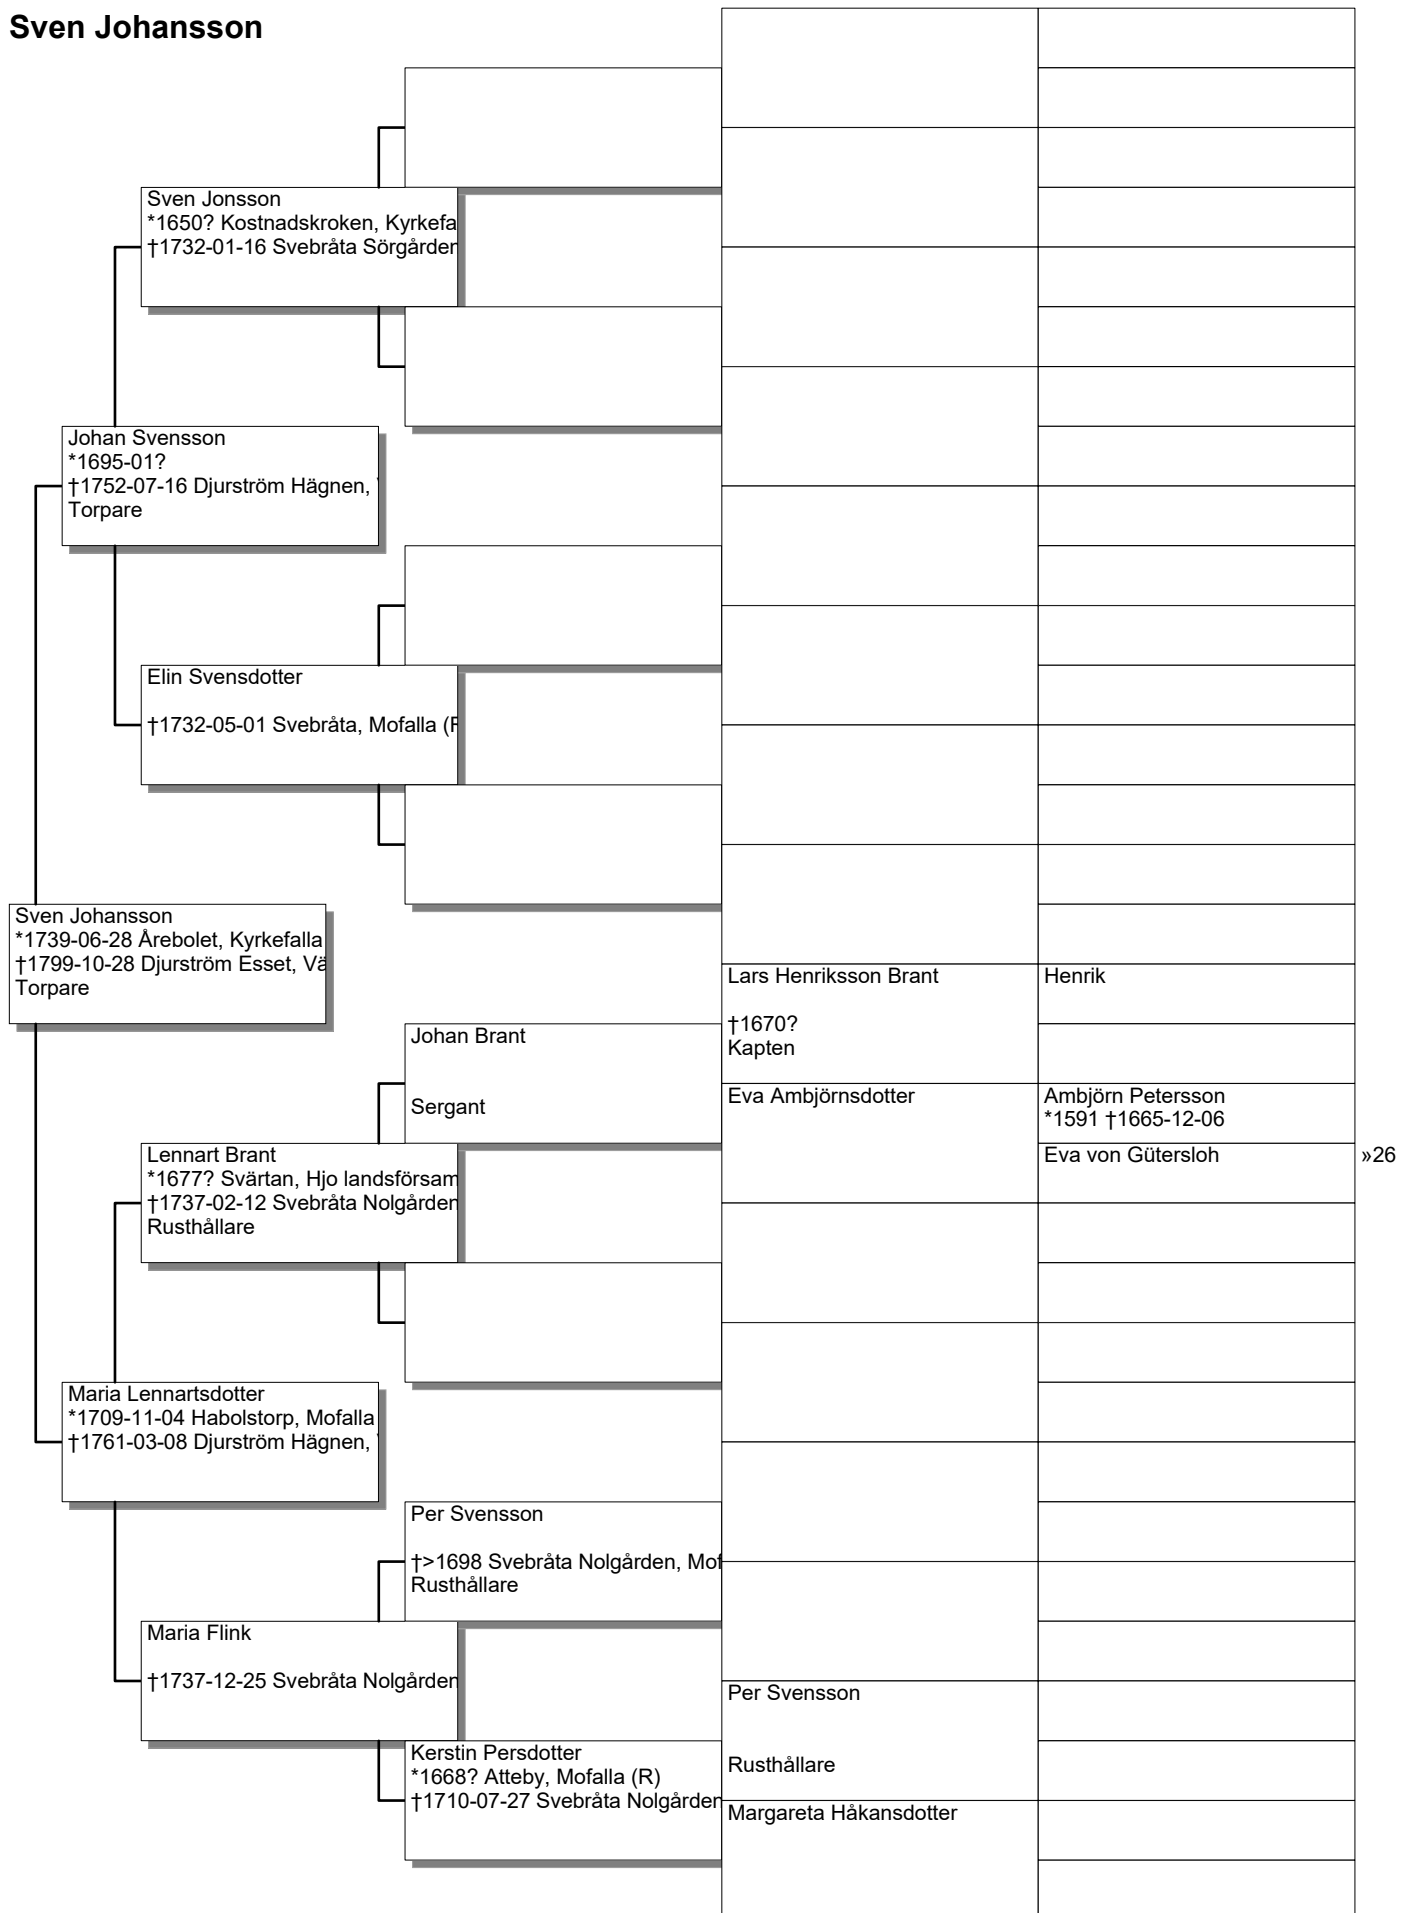 Sven Johansson
Sven Jonsson
*1650? Kostnadskroken, Kyrkefa
†1732-01-16 Svebråta Sörgården
Johan Svensson
*1695-01?
†1752-07-16 Djurström Hägnen,
Torpare
Elin Svensdotter
†1732-05-01 Svebråta, Mofalla (R
Sven Johansson
*1739-06-28 Årebolet, Kyrkefalla
†1799-10-28 Djurström Esset, Vä
Torpare
Lars Henriksson Brant
†1670?
Kapten
Henrik
Johan Brant
Sergant
Eva Ambjörnsdotter
Ambjörn Petersson
*1591 †1665-12-06
Eva von Gütersloh
»26
Lennart Brant
*1677? Svärtan, Hjo landsförsam
†1737-02-12 Svebråta Nolgården
Rusthållare
Maria Lennartsdotter
*1709-11-04 Habolstorp, Mofalla
†1761-03-08 Djurström Hägnen,
Per Svensson
†>1698 Svebråta Nolgården, Mof
Rusthållare
Maria Flink
†1737-12-25 Svebråta Nolgården
Per Svensson
Rusthållare
Kerstin Persdotter
*1668? Atteby, Mofalla (R)
†1710-07-27 Svebråta Nolgården
Margareta Håkansdotter